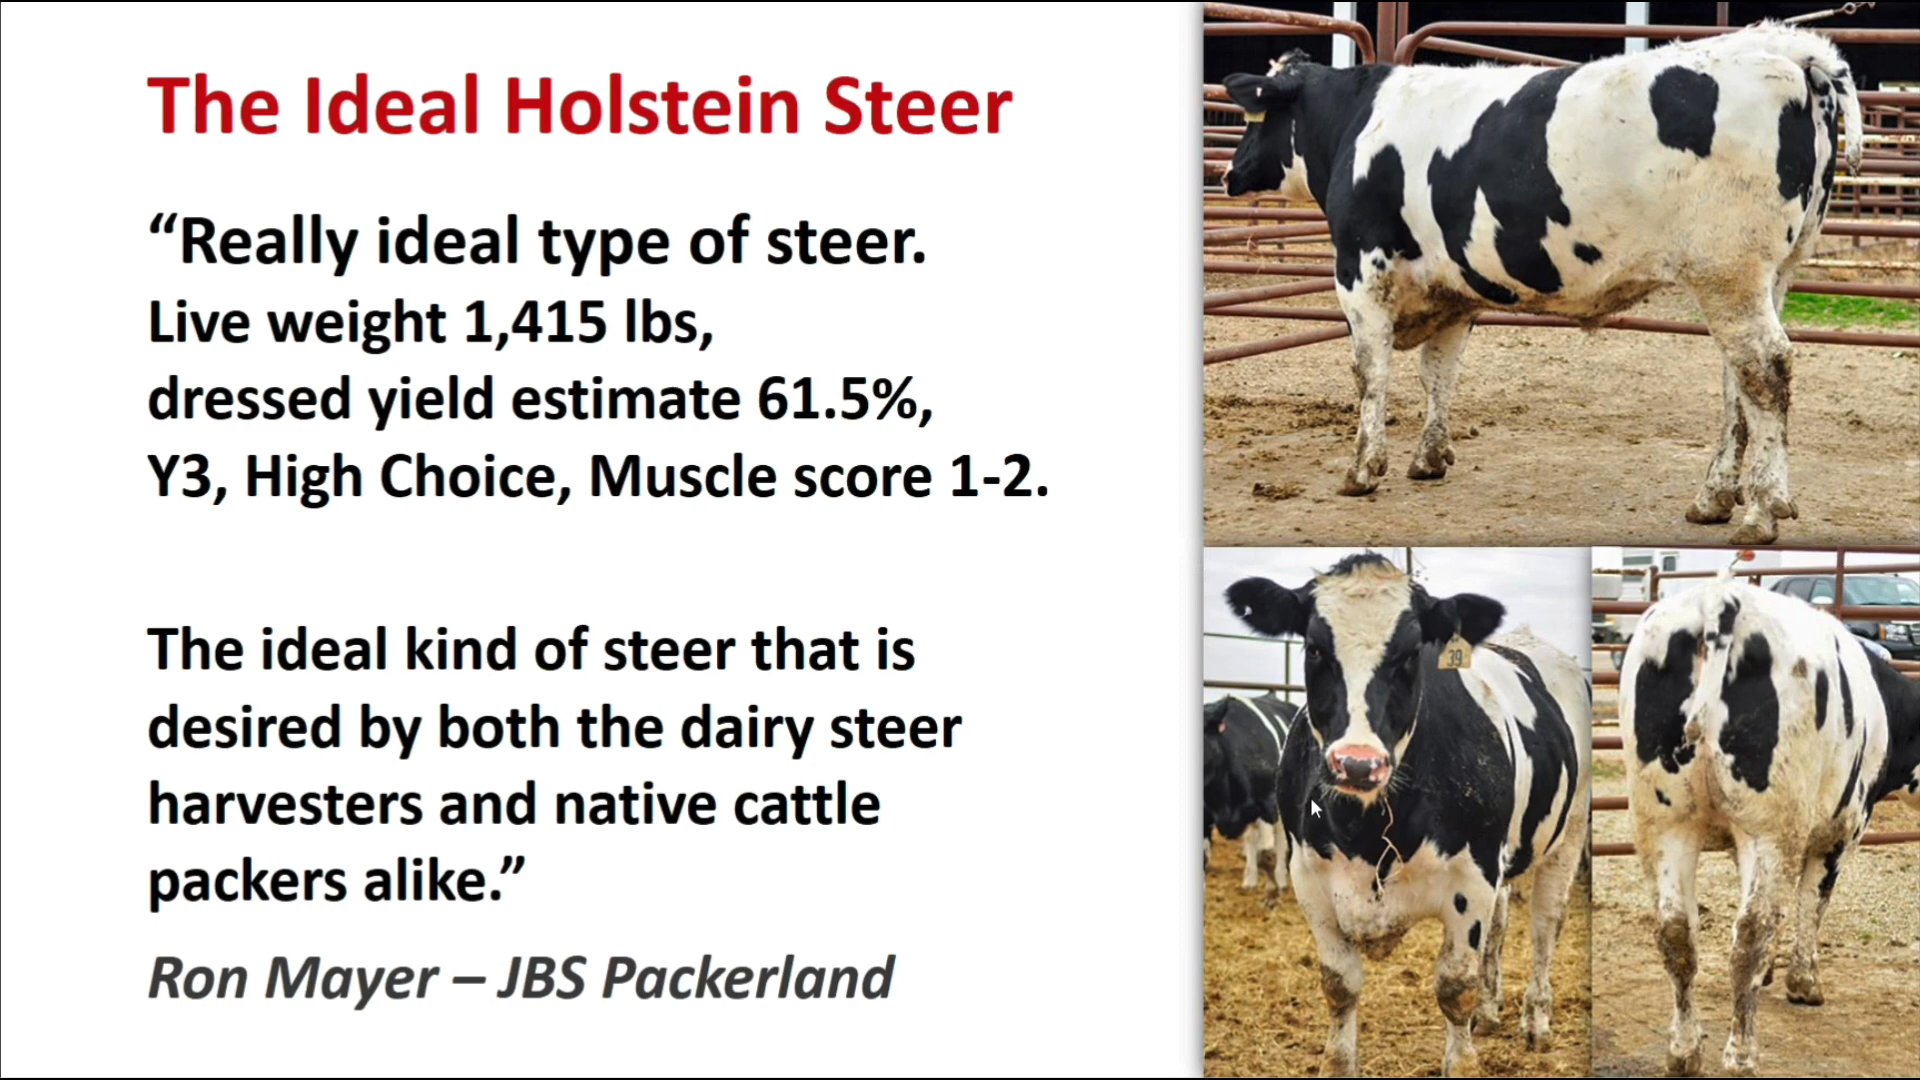 The Ideal Holstein Steer
“Really ideal type of steer.
Live weight 1,415 lbs,
dressed yield estimate 61.5%,
Y3, High Choice, Muscle score 1-2.
The ideal kind of steer that is
desired by both the dairy steer
harvesters and native cattle
packers alike.”
Ron Mayer – JBS Packerland
39